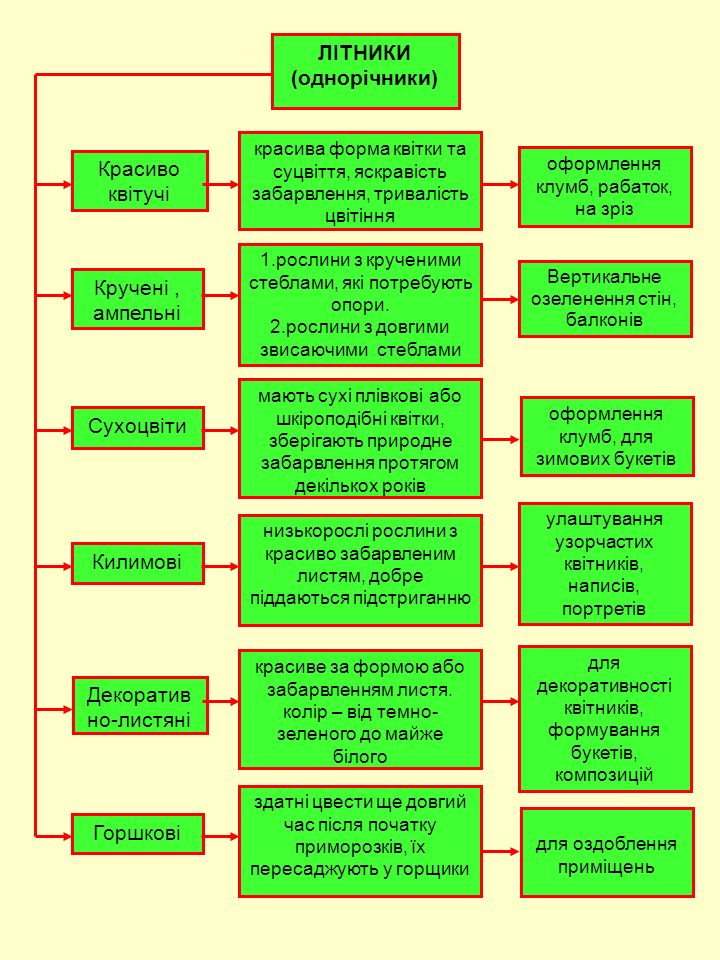 ЛІТНИКИ
(однорічники)
Красиво
квітучі
красива форма квітки та
суцвіття, яскравість
забарвлення, тривалість
цвітіння
оформлення
клумб, рабаток,
на зріз
Кручені ,
ампельні
1.рослини з крученими
стеблами, які потребують
опори.
2.рослини з довгими
звисаючими стеблами
Вертикальне
озеленення стін,
балконів
Сухоцвіти
мають сухі плівкові або
шкіроподібні квітки,
зберігають природне
забарвлення протягом
декількох років
оформлення
клумб, для
зимових букетів
Килимові
низькорослі рослини з
красиво забарвленим
листям, добре
піддаються підстриганню
улаштування
узорчастих
квітників,
написів,
портретів
Декоратив
но-листяні
красиве за формою або
забарвленням листя.
колір – від темно-
зеленого до майже
білого
для
декоративності
квітників,
формування
букетів,
композицій
Горшкові
здатні цвести ще довгий
час після початку
приморозків, їх
пересаджують у горщики
для оздоблення
приміщень